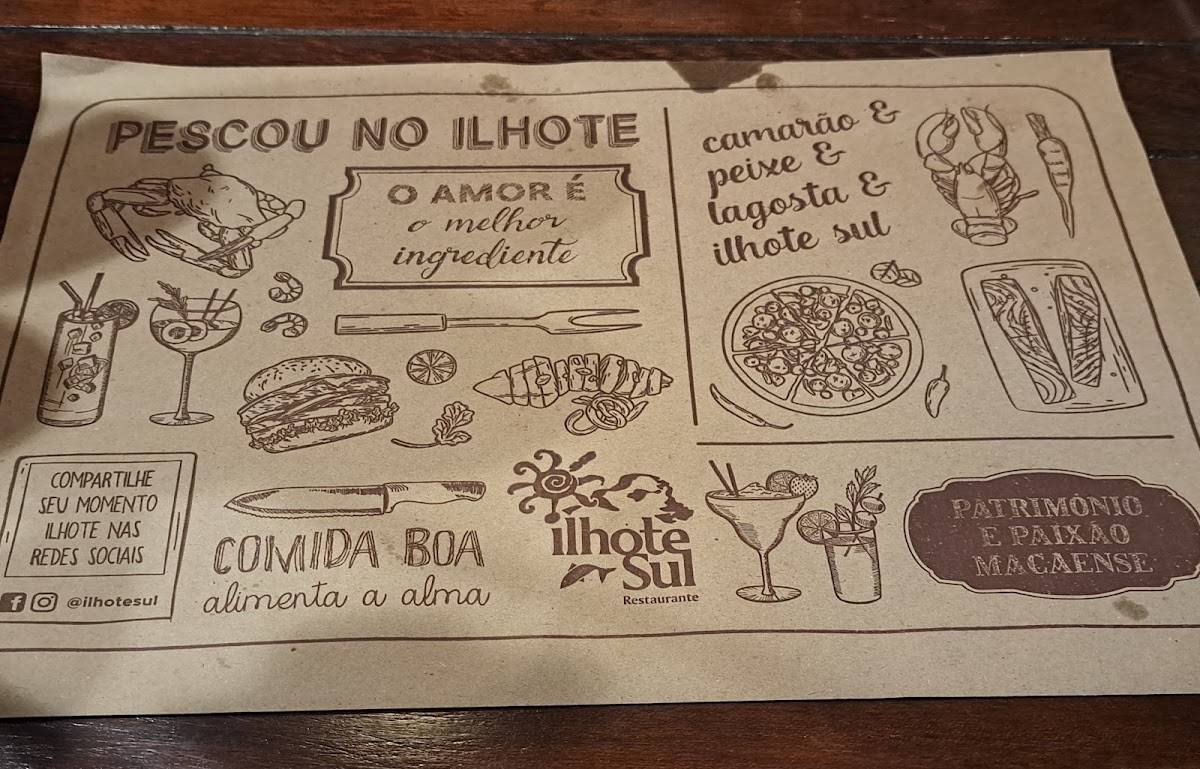 PESCOU NO ILHOTE
O AMOR É
o melhor
ingrediente
camarão &
peixe &
lagosta &
ilhote sul
COMPARTILHE
SEU MOMENTO
ILHOTE NAS
REDES SOCIAIS
@ilhotesul
COMIDA BOA
alimenta a alma
ilhote
Sul
Restaurante
PATRIMÔNIO
E PAIXÃO
MACAENSE